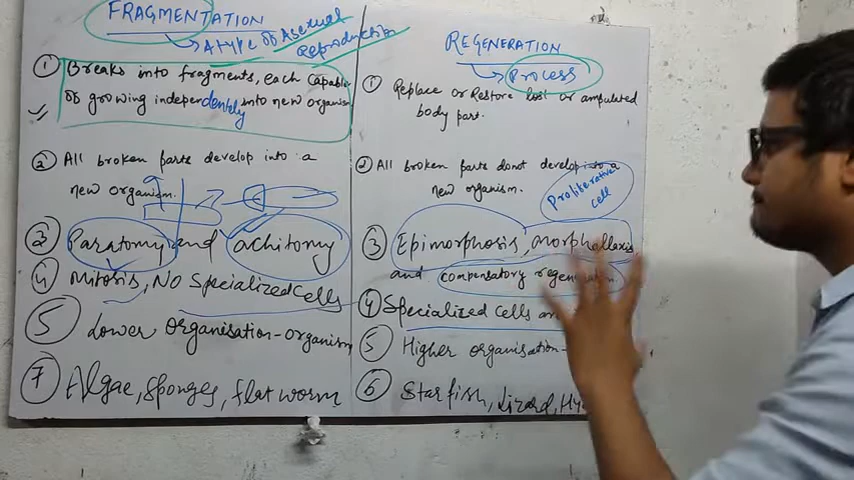 FRAGMENTATION
A type of Asexual
Reproduction
① Breaks into fragments, each capable
of growing independently into new organism
② All broken parts develop into a
new organism.
③ Paratomy and achitomy
④ Mitosis, No Specialized Cells
5 Lower organisation-organism
7 Algae, sponges, flat worm
REGENERATION
Process
① Replace or Restore lost or amputated
body part.
② All broken parts donot develop into a
new organism.
Proliferative
cell
③ Epimorphosis, morphollaxis
and compensatory regeneration.
④ Specialized cells
⑤ Higher organisation-
⑥ Starfish, Lizard, Hy